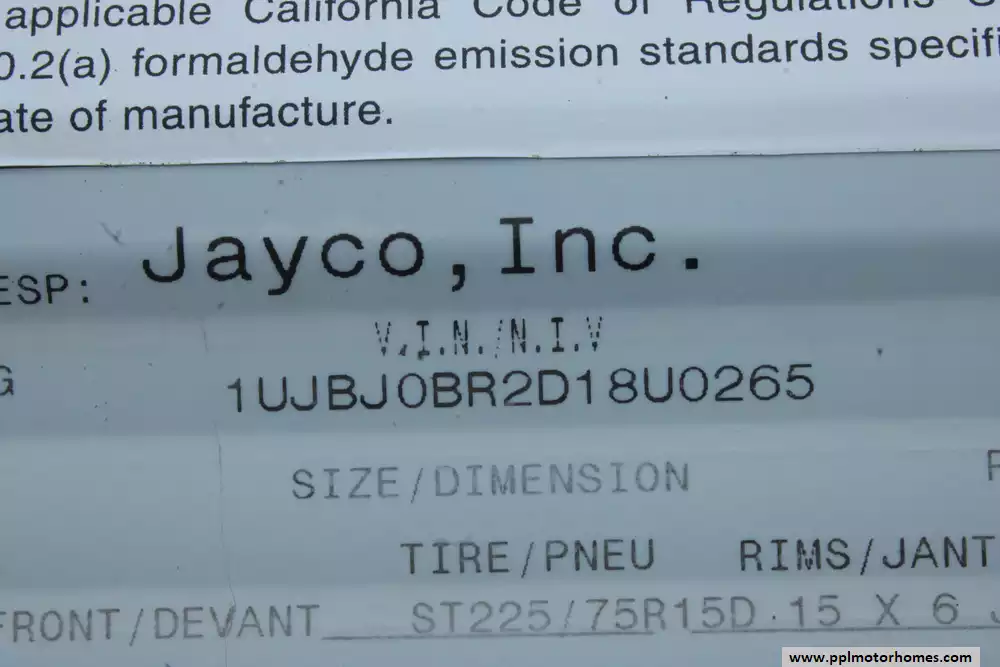 applicable California Code of Regulations
0.2(a) formaldehyde emission standards specifi
ate of manufacture.
ESP: Jayco, Inc.
V.I.N./N.I.V
G
1UJBJ0BR2D18U0265
SIZE/DIMENSION
TIRE/PNEU RIMS/JANT
FRONT/DEVANT ST225/75R15D 15 X 6 J
www.pplmotorhomes.com